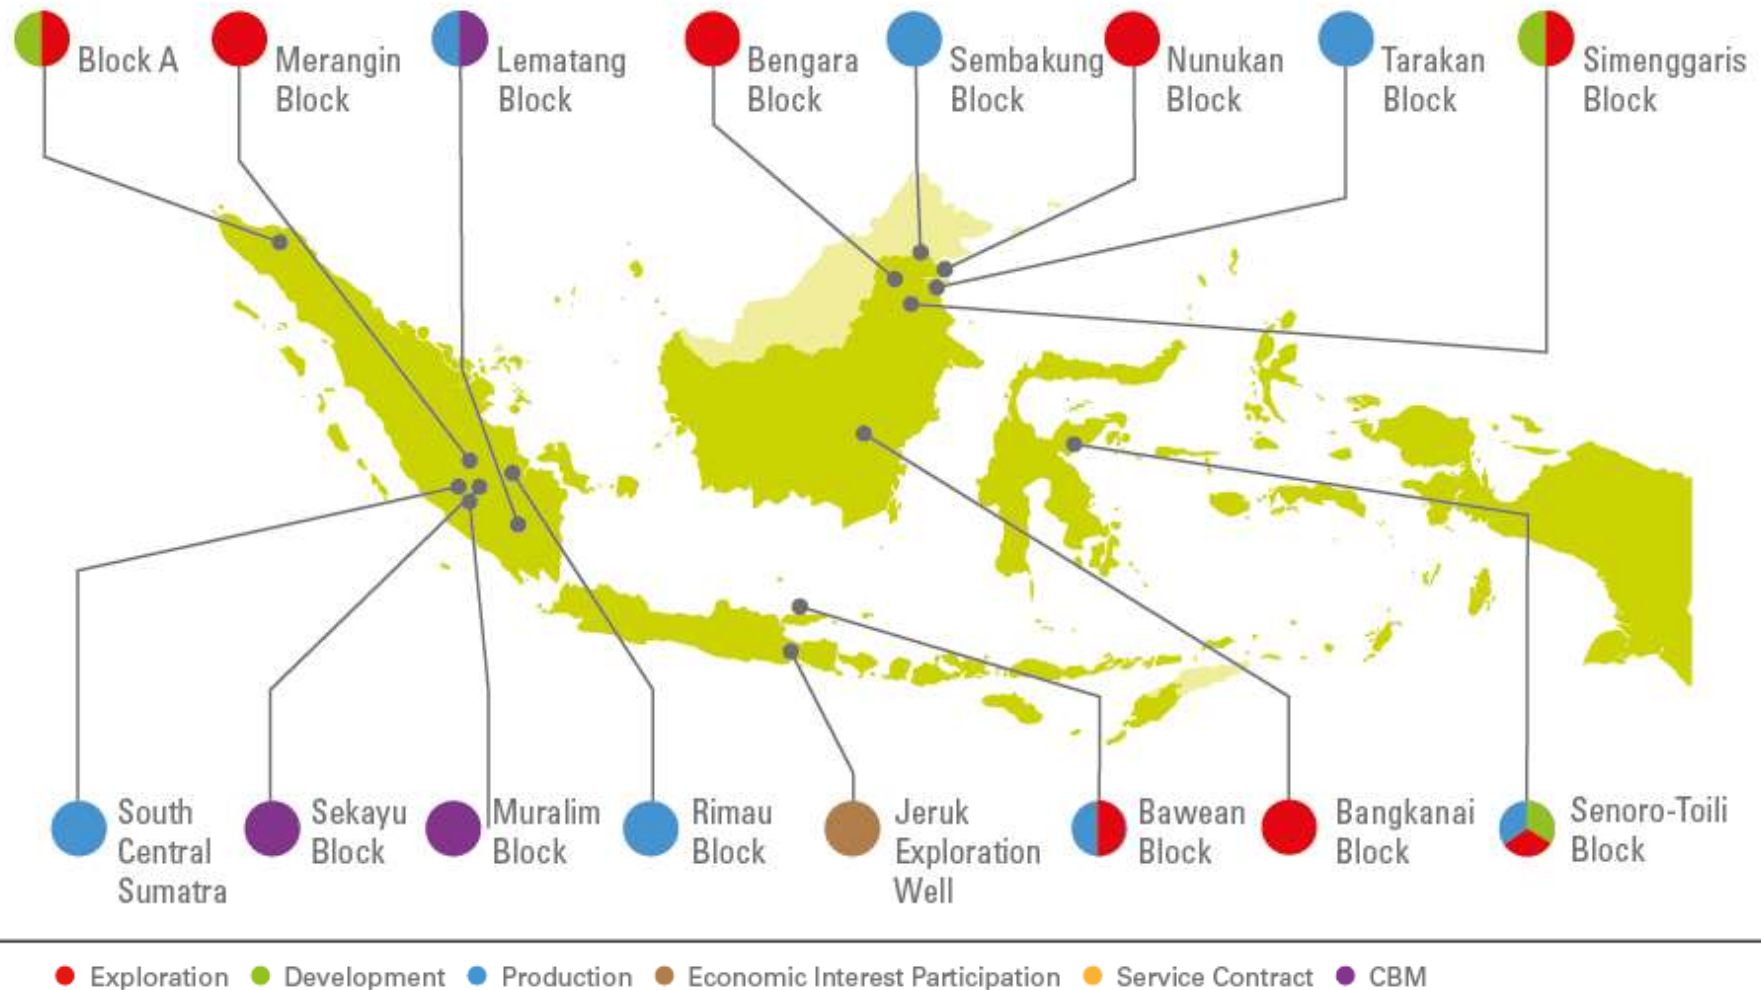 Block A
Merangin
Block
Lematang
Block
Bengara
Block
Sembakung
Block
Nunukan
Block
Tarakan
Block
Simenggaris
Block
South
Central
Sumatra
Sekayu
Block
Muralim
Block
Rimau
Block
Jeruk
Exploration
Well
Bawean
Block
Bangkanai
Block
Senoro-Toili
Block
Exploration Development Production Economic Interest Participation Service Contract CBM